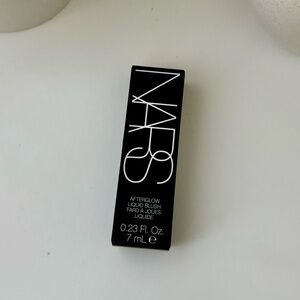 NARS
AFTERGLOW
LIQUID BLUSH
FARD À JOUES
LIQUIDE
0.23 Fl. Oz.
7 mL ℮